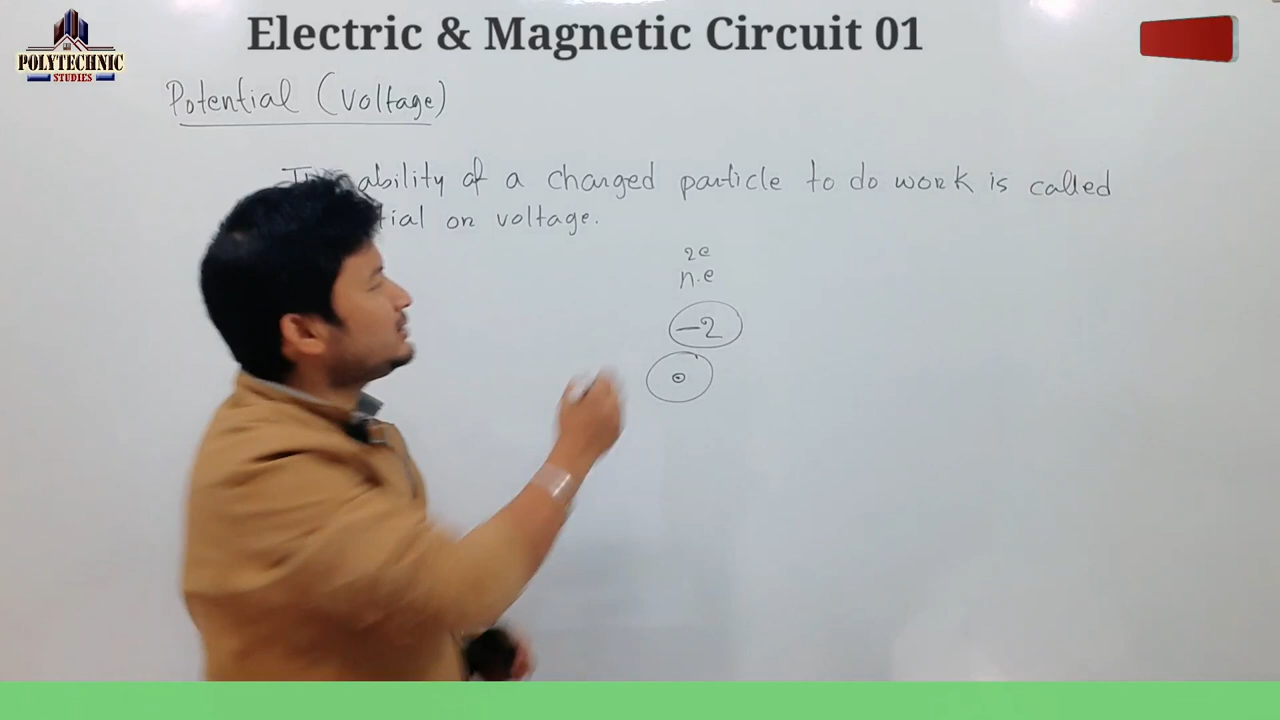 Electric & Magnetic Circuit 01
POLYTECHNIC
STUDIES
Potential (Voltage)
ability of a charged particle to do work is called
tial or voltage.
2e
n.e
-2